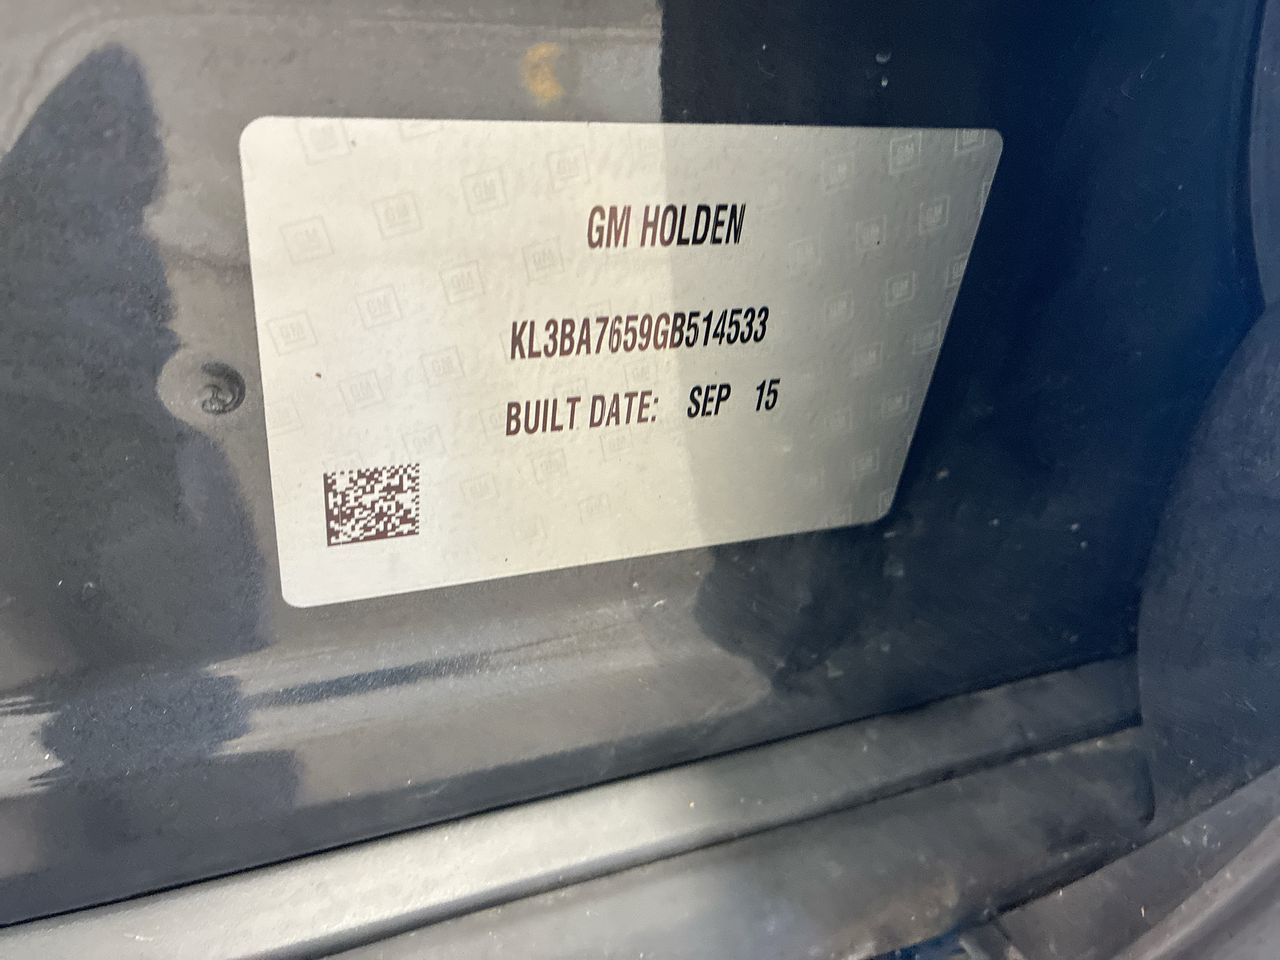 GM HOLDEN
KL3BA7659GB514533
BUILT DATE: SEP 15